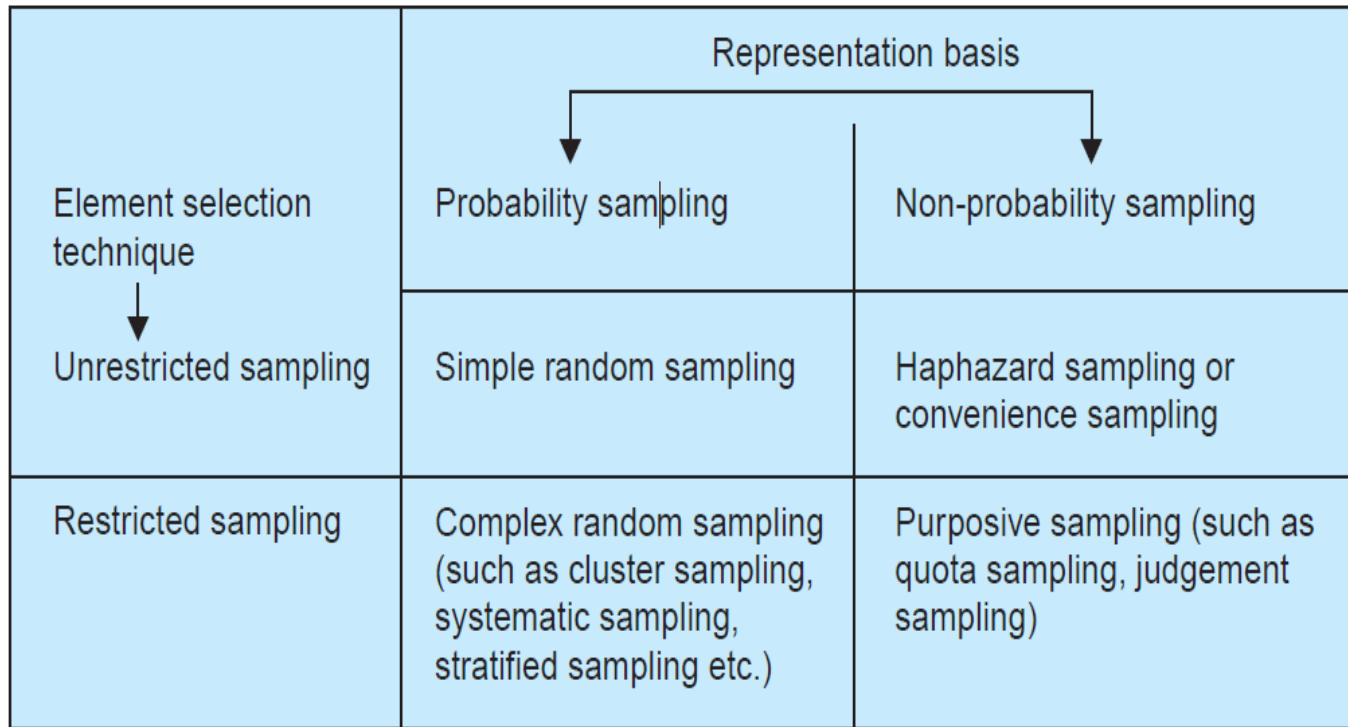 Representation basis
Element selection
technique
Probability sampling
Non-probability sampling
Unrestricted sampling
Simple random sampling
Haphazard sampling or
convenience sampling
Restricted sampling
Complex random sampling
(such as cluster sampling,
systematic sampling,
stratified sampling etc.)
Purposive sampling (such as
quota sampling, judgement
sampling)